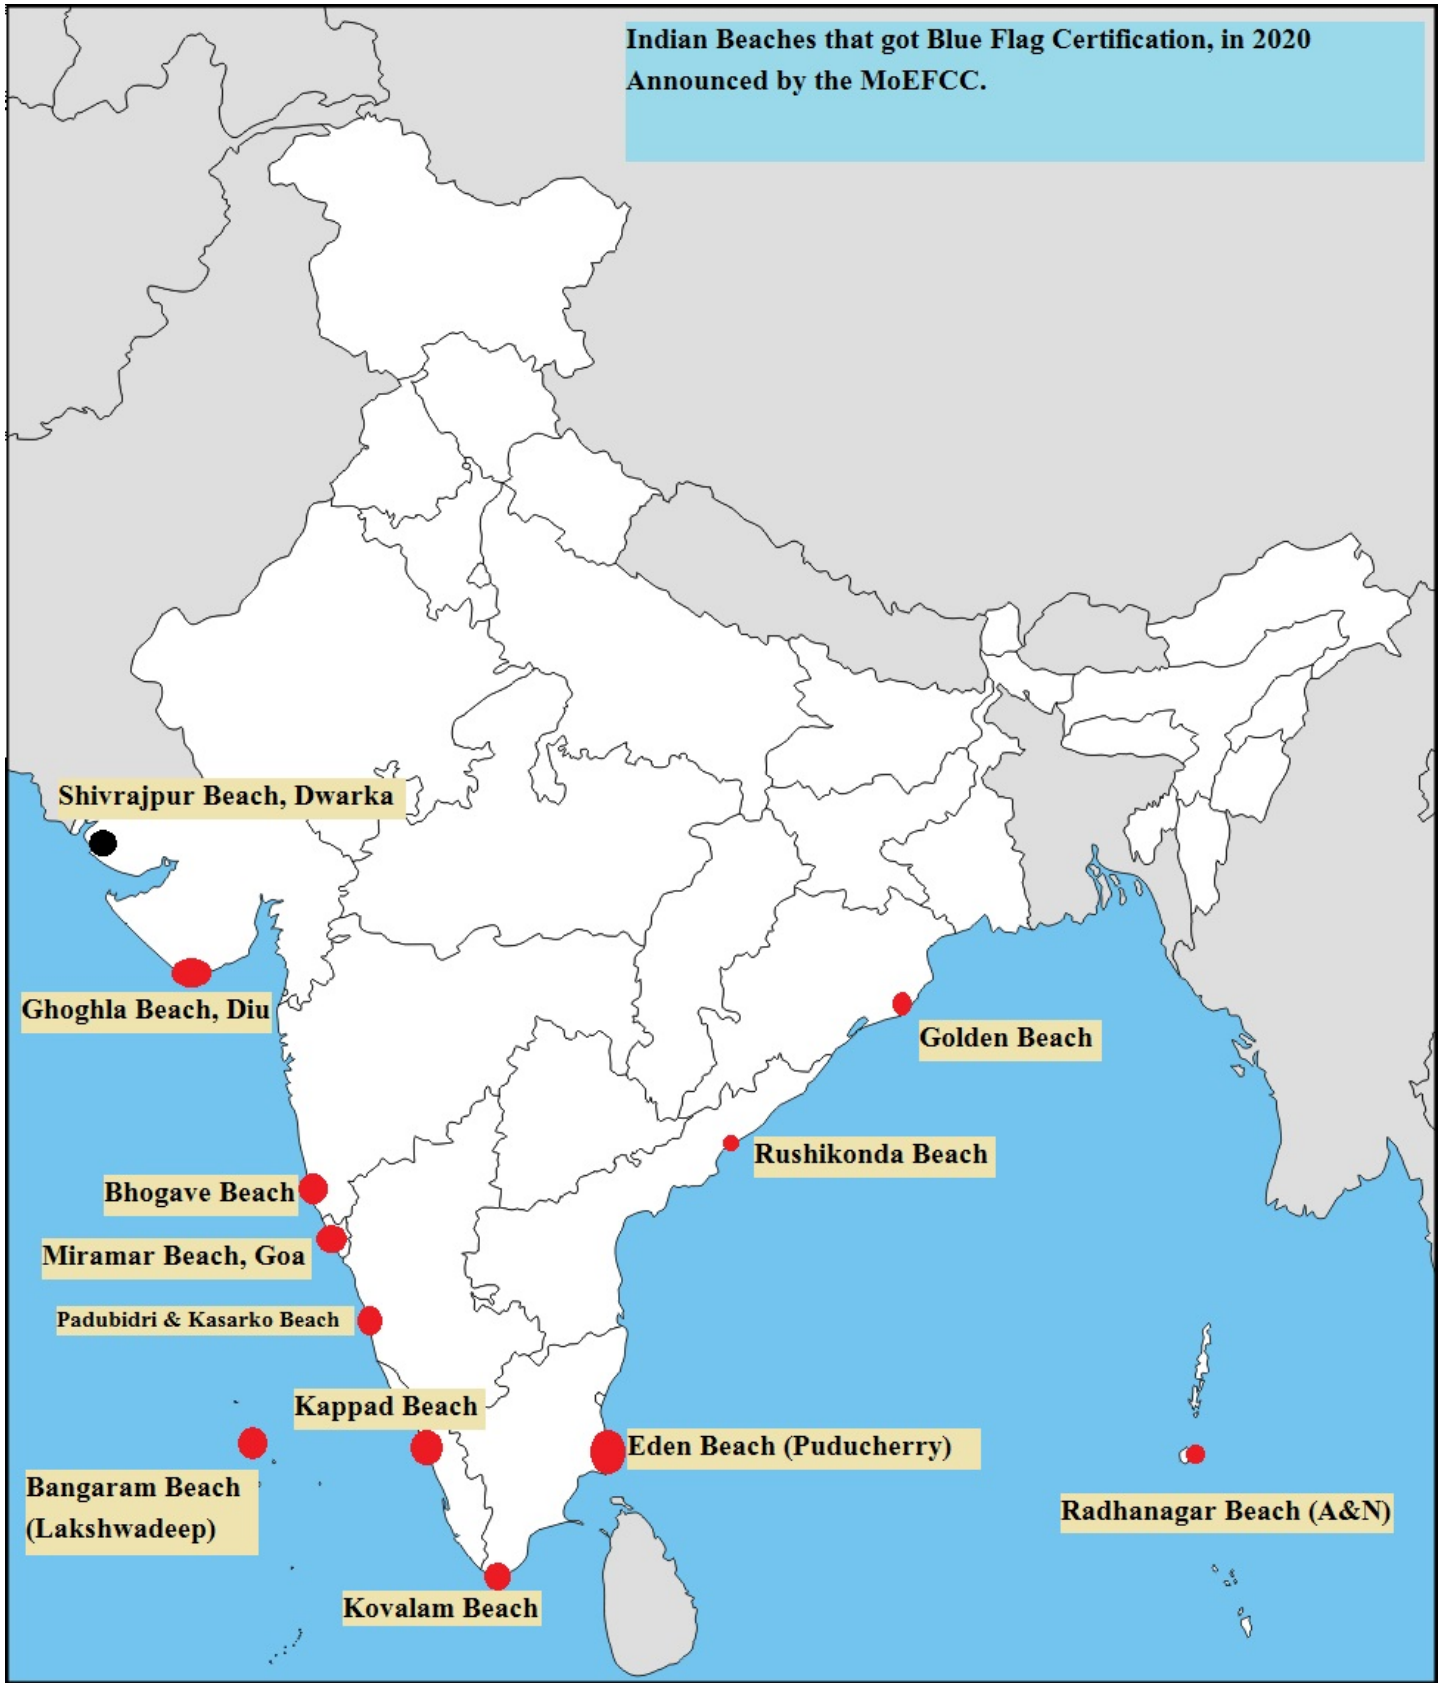 Indian Beaches that got Blue Flag Certification, in 2020
Announced by the MoEFCC.
Shivrajpur Beach, Dwarka
Ghoghla Beach, Diu
Golden Beach
Rushikonda Beach
Bhogave Beach
Miramar Beach, Goa
Padubidri & Kasarko Beach
Kappad Beach
Eden Beach (Puducherry)
Bangaram Beach
(Lakshwadeep)
Radhanagar Beach (A&N)
Kovalam Beach